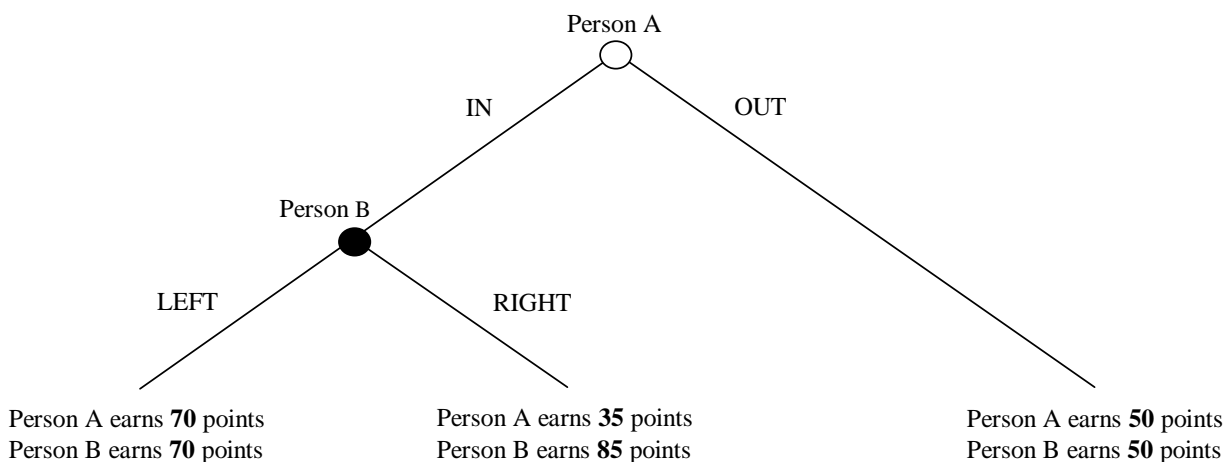 Person A
IN
OUT
Person B
LEFT
RIGHT
Person A earns 70 points
Person B earns 70 points
Person A earns 35 points
Person B earns 85 points
Person A earns 50 points
Person B earns 50 points